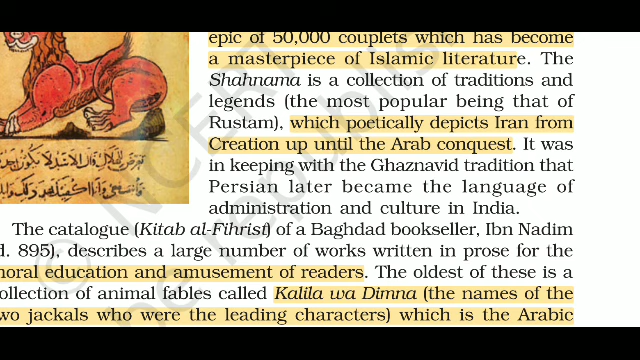 epic of 50,000 couplets which has become
a masterpiece of Islamic literature. The
Shahnama is a collection of traditions and
legends (the most popular being that of
Rustam), which poetically depicts Iran from
Creation up until the Arab conquest. It was
in keeping with the Ghaznavid tradition that
Persian later became the language of
administration and culture in India.
The catalogue (Kitab al-Fihrist) of a Baghdad bookseller, Ibn Nadim
d. 895), describes a large number of works written in prose for the
moral education and amusement of readers. The oldest of these is a
collection of animal fables called Kalila wa Dimna (the names of the
two jackals who were the leading characters) which is the Arabic